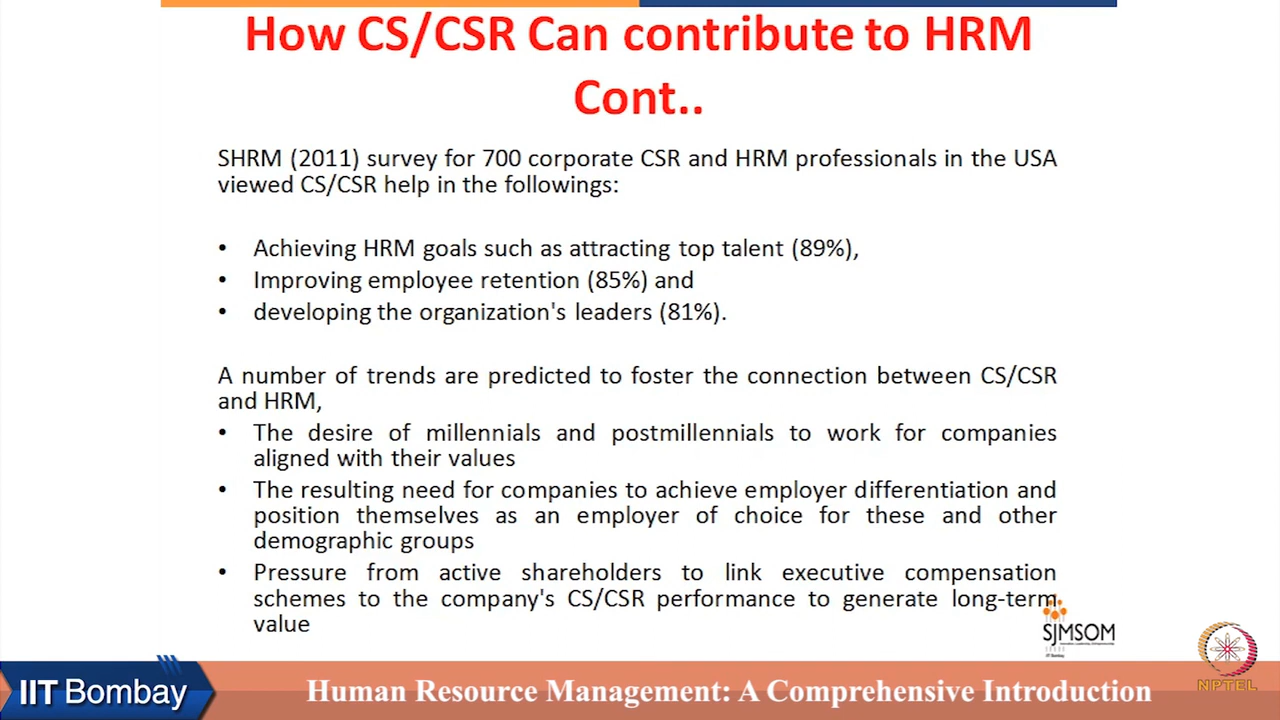 How CS/CSR Can contribute to HRM
Cont..
SHRM (2011) survey for 700 corporate CSR and HRM professionals in the USA
viewed CS/CSR help in the followings:
• Achieving HRM goals such as attracting top talent (89%),
• Improving employee retention (85%) and
• developing the organization's leaders (81%).
A number of trends are predicted to foster the connection between CS/CSR
and HRM,
• The desire of millennials and postmillennials to work for companies
aligned with their values
• The resulting need for companies to achieve employer differentiation and
position themselves as an employer of choice for these and other
demographic groups
• Pressure from active shareholders to link executive compensation
schemes to the company's CS/CSR performance to generate long-term
value
SJMSOM
IIT Bombay
NPTEL
IIT Bombay
Human Resource Management: A Comprehensive Introduction